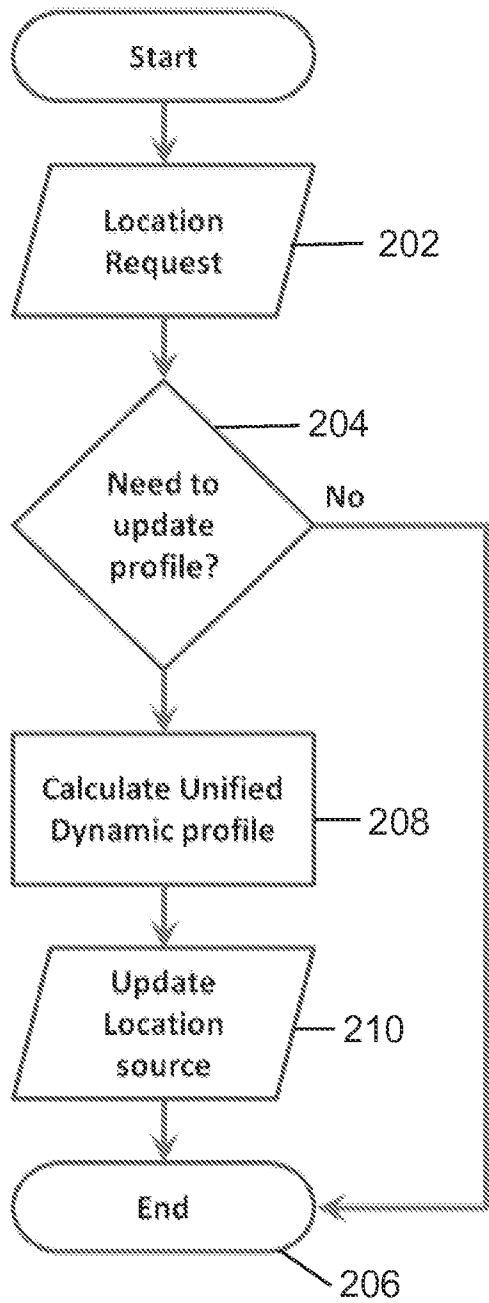 Start
Location
Request
202
204
Need to
update
profile?
No
Calculate Unified
Dynamic profile
208
Update
Location
source
210
End
206